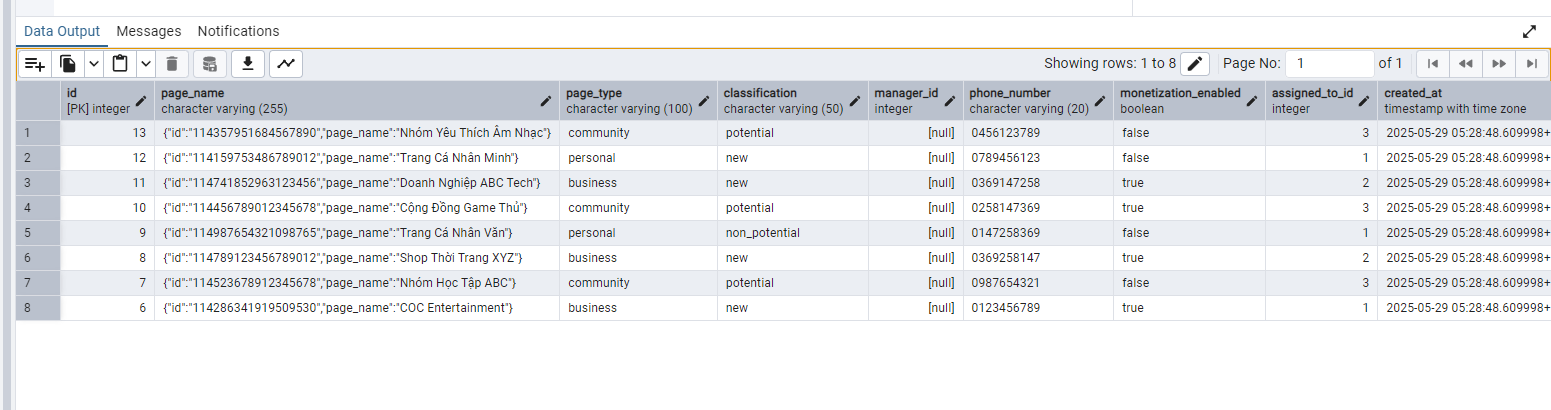 Data Output Messages Notifications
Showing rows: 1 to 8 Page No: 1 of 1
id page_name page_type classification manager_id phone_number monetization_enabled assigned_to_id created_at
[PK] integer character varying (255) character varying (100) character varying (50) integer character varying (20) boolean integer timestamp with time zone
1 13 {"id":"114357951684567890","page_name":"Nhóm Yêu Thích Âm Nhạc"} community potential [null] 0456123789 false 3 2025-05-29 05:28:48.609998+
2 12 {"id":"114159753486789012","page_name":"Trang Cá Nhân Minh"} personal new [null] 0789456123 false 1 2025-05-29 05:28:48.609998+
3 11 {"id":"114741852963123456","page_name":"Doanh Nghiệp ABC Tech"} business new [null] 0369147258 true 2 2025-05-29 05:28:48.609998+
4 10 {"id":"114456789012345678","page_name":"Cộng Đồng Game Thủ"} community potential [null] 0258147369 true 3 2025-05-29 05:28:48.609998+
5 9 {"id":"114987654321098765","page_name":"Trang Cá Nhân Văn"} personal non_potential [null] 0147258369 false 1 2025-05-29 05:28:48.609998+
6 8 {"id":"114789123456789012","page_name":"Shop Thời Trang XYZ"} business new [null] 0369258147 true 2 2025-05-29 05:28:48.609998+
7 7 {"id":"114523678912345678","page_name":"Nhóm Học Tập ABC"} community potential [null] 0987654321 false 3 2025-05-29 05:28:48.609998+
8 6 {"id":"114286341919509530","page_name":"COC Entertainment"} business new [null] 0123456789 true 1 2025-05-29 05:28:48.609998+